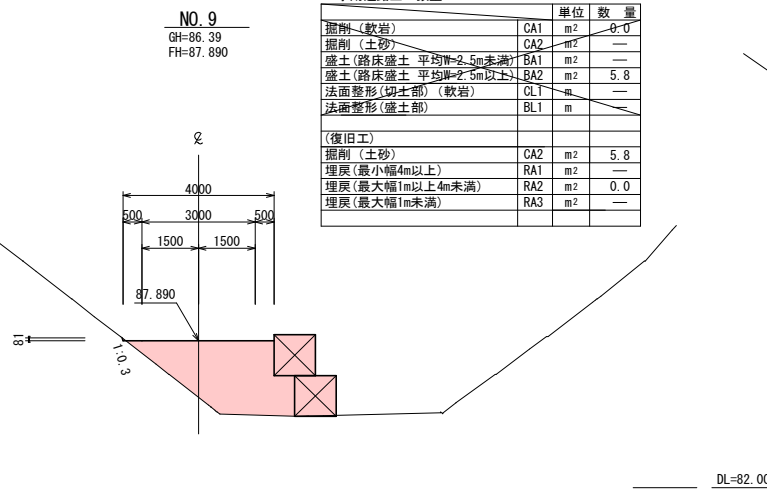 NO.9
GH=86.39
FH=87.890
単位 数 量
掘削(軟岩) CA1 m2 0.0
掘削(土砂) CA2 m2 —
盛土(路床盛土 平均W=2.5m未満) BA1 m2 —
盛土(路床盛土 平均W=2.5m以上) BA2 m2 5.8
法面整形(切土部)(軟岩) CL1 m —
法面整形(盛土部) BL1 m —
(復旧工)
掘削(土砂) CA2 m2 5.8
埋戻(最小幅4m以上) RA1 m2 —
埋戻(最大幅1m以上4m未満) RA2 m2 0.0
埋戻(最大幅1m未満) RA3 m2 —
℄
4000
500 3000 500
1500 1500
87.890
81
1:0.3
DL=82.00